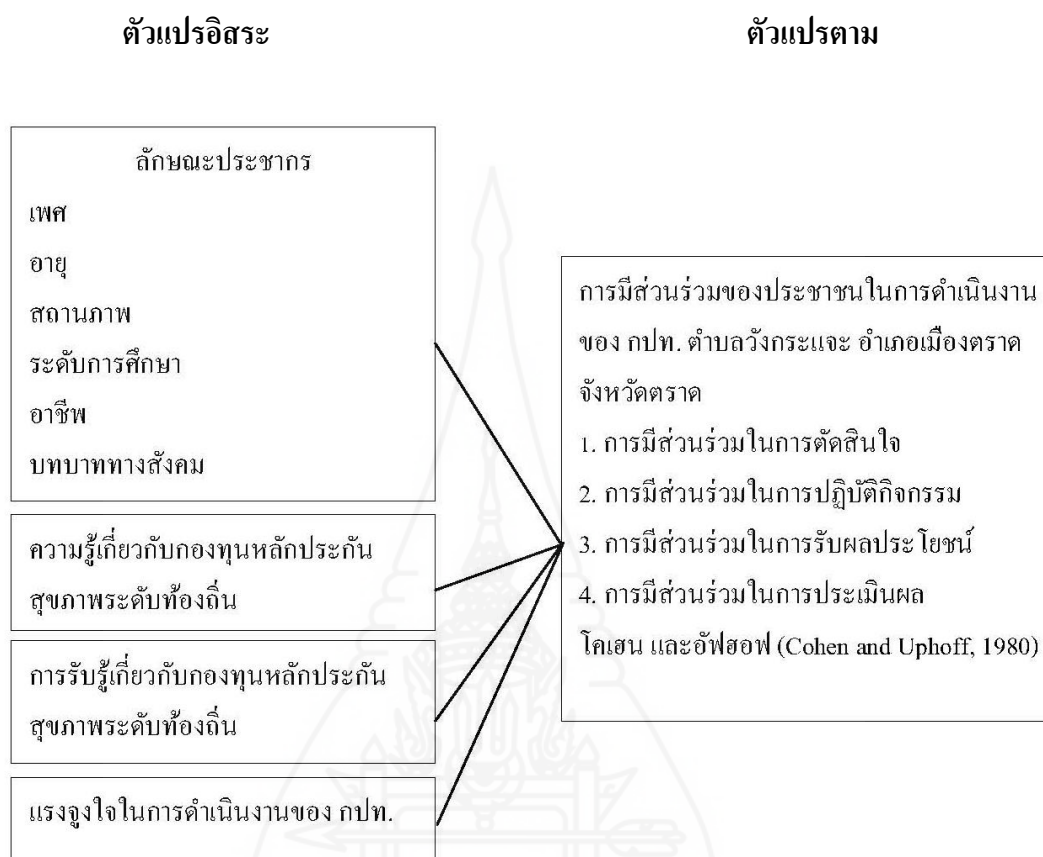 ตัวแปรอิสระ
ตัวแปรตาม
ลักษณะประชากร
เพศ
อายุ
สถานภาพ
ระดับการศึกษา
อาชีพ
บทบาททางสังคม
ความรู้เกี่ยวกับกองทุนหลักประกัน
สุขภาพระดับท้องถิ่น
การรับรู้เกี่ยวกับกองทุนหลักประกัน
สุขภาพระดับท้องถิ่น
แรงจูงใจในการดำเนินงานของ กปท.
การมีส่วนร่วมของประชาชนในการดำเนินงาน
ของ กปท. ตำบลวังกระแจะ อำเภอเมืองตราด
จังหวัดตราด
1. การมีส่วนร่วมในการตัดสินใจ
2. การมีส่วนร่วมในการปฏิบัติกิจกรรม
3. การมีส่วนร่วมในการรับผลประโยชน์
4. การมีส่วนร่วมในการประเมินผล
โคเฮน และอัฟฮอฟ (Cohen and Uphoff, 1980)